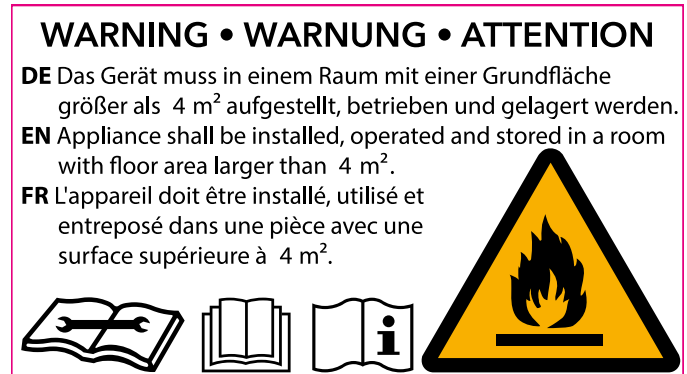 WARNING • WARNUNG • ATTENTION
DE Das Gerät muss in einem Raum mit einer Grundfläche
größer als 4 m² aufgestellt, betrieben und gelagert werden.
EN Appliance shall be installed, operated and stored in a room
with floor area larger than 4 m².
FR L'appareil doit être installé, utilisé et
entreposé dans une pièce avec une
surface supérieure à 4 m².
i